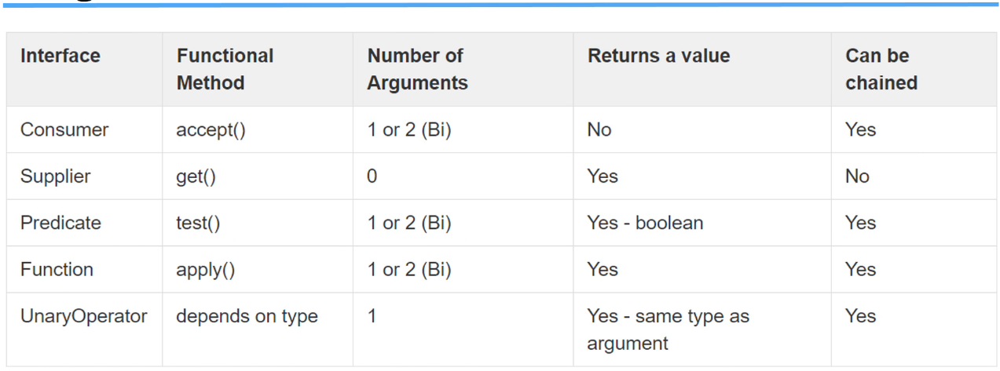 Interface Functional Method Number of Arguments Returns a value Can be chained
Consumer accept() 1 or 2 (Bi) No Yes
Supplier get() 0 Yes No
Predicate test() 1 or 2 (Bi) Yes - boolean Yes
Function apply() 1 or 2 (Bi) Yes Yes
UnaryOperator depends on type 1 Yes - same type as argument Yes